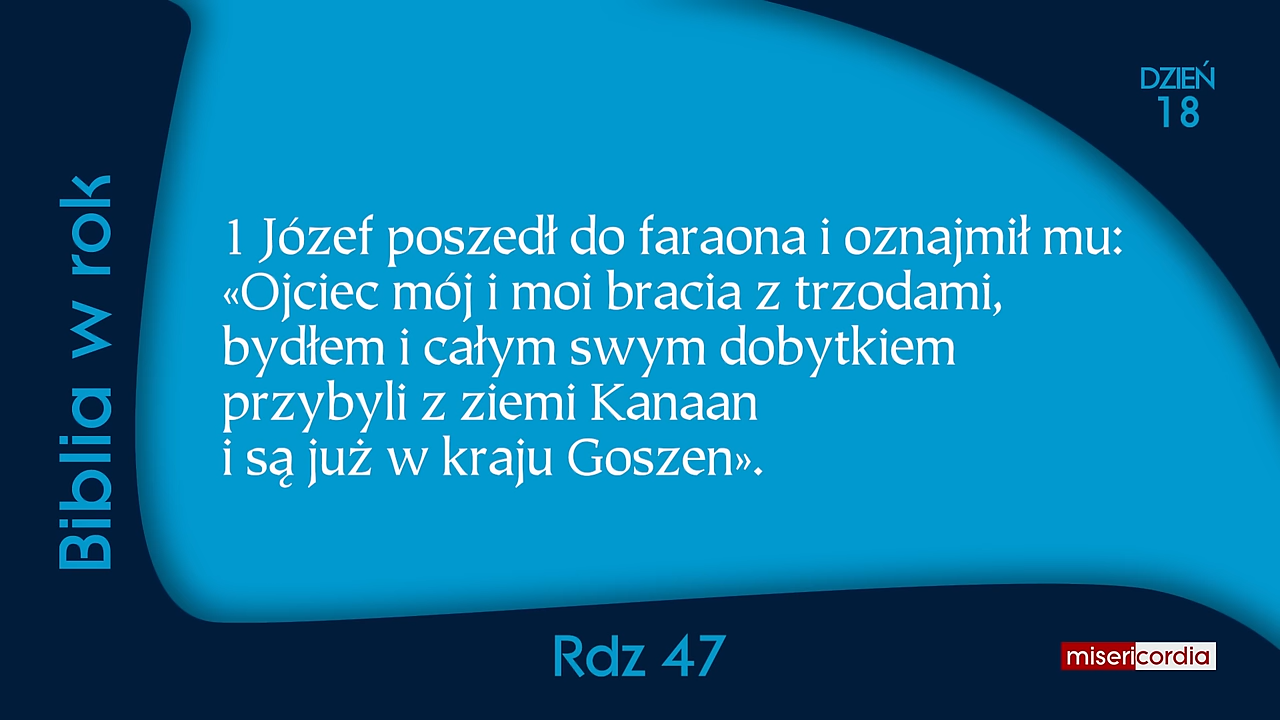 DZIEŃ
18
Biblia w rok
1 Józef poszedł do faraona i oznajmił mu:
«Ojciec mój i moi bracia z trzodami,
bydłem i całym swym dobytkiem
przybyli z ziemi Kanaan
i są już w kraju Goszen».
Rdz 47
misericordia